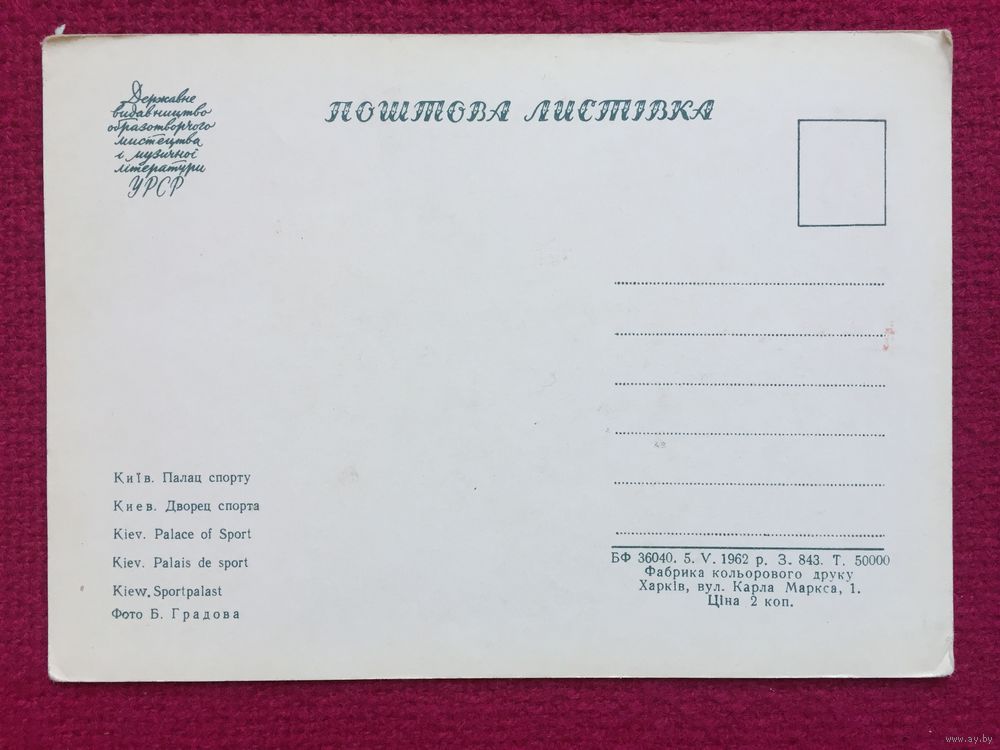 Державне
видавництво
образотворчого
мистецтва
і музичної
літератури
УРСР
ПОШТОВА ЛИСТІВКА
Київ. Палац спорту
Киев. Дворец спорта
Kiev. Palace of Sport
Kiev. Palais de sport
Kiew. Sportpalast
Фото Б. Градова
БФ 36040. 5. V. 1962 р. З. 843. Т. 50000
Фабрика кольорового друку
Харків, вул. Карла Маркса, 1.
Ціна 2 коп.
www.ay.by